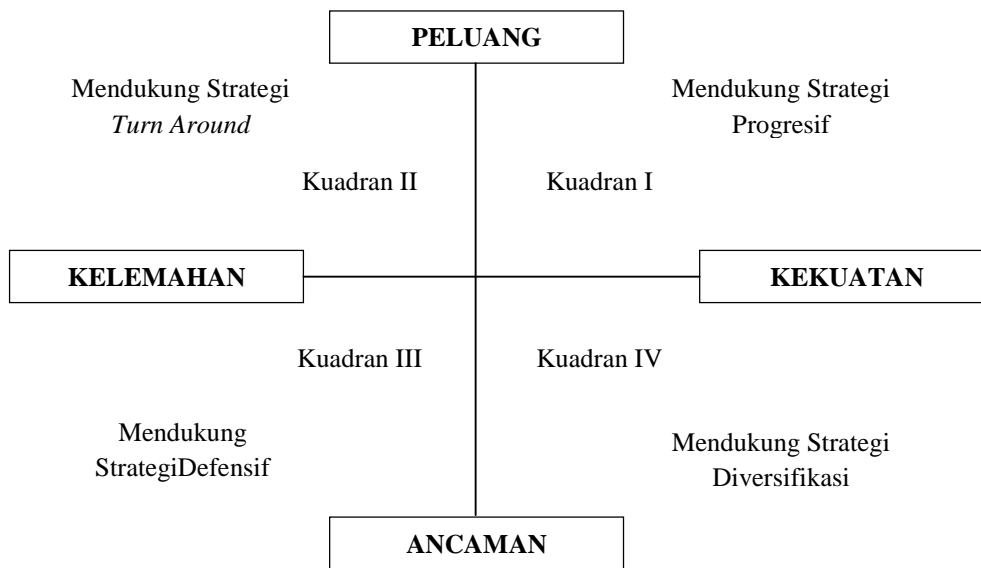 PELUANG
Mendukung Strategi
Turn Around
Mendukung Strategi
Progresif
Kuadran II
Kuadran I
KELEMAHAN
KEKUATAN
Kuadran III
Kuadran IV
Mendukung
StrategiDefensif
Mendukung Strategi
Diversifikasi
ANCAMAN